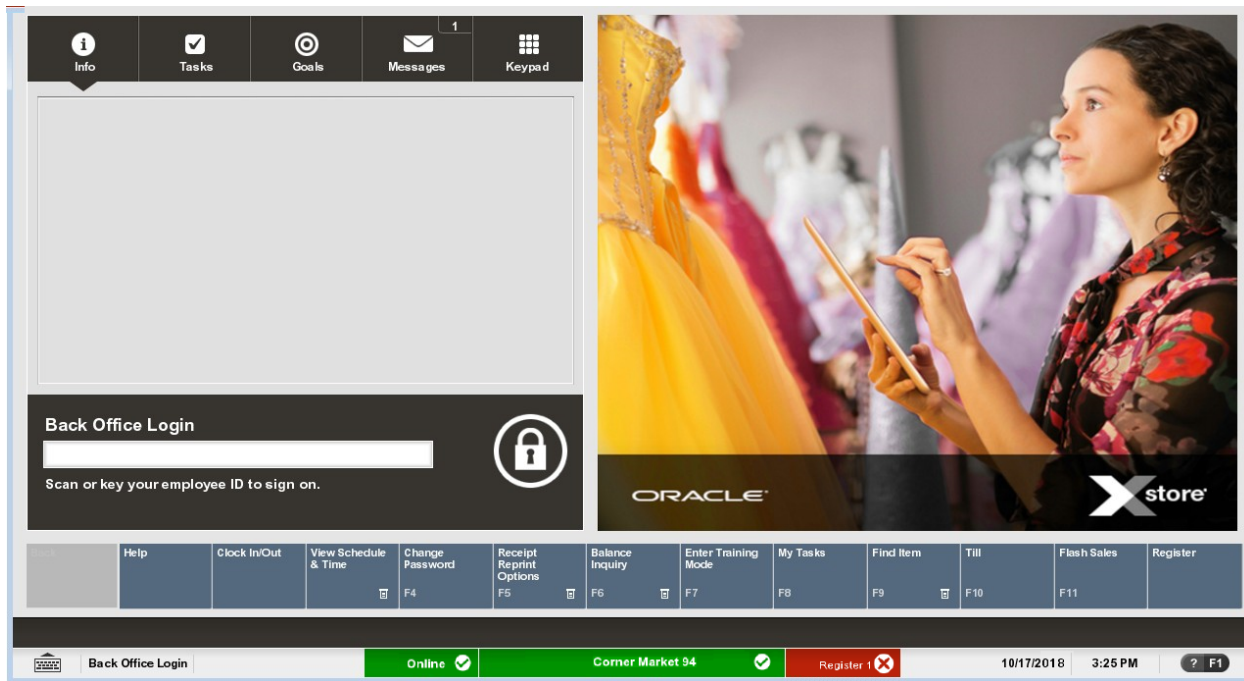 1
Info Tasks Goals Messages Keypad
Back Office Login
Scan or key your employee ID to sign on.
ORACLE
X store
Back
Help
Clock In/Out
View Schedule
& Time
Change
Password
F4
Receipt
Reprint
Options
F5
Balance
Inquiry
F6
Enter Training
Mode
F7
My Tasks
F8
Find Item
F9
Till
F10
Flash Sales
F11
Register
Back Office Login Online Corner Market 94 Register 1 10/17/2018 3:25 PM ? F1